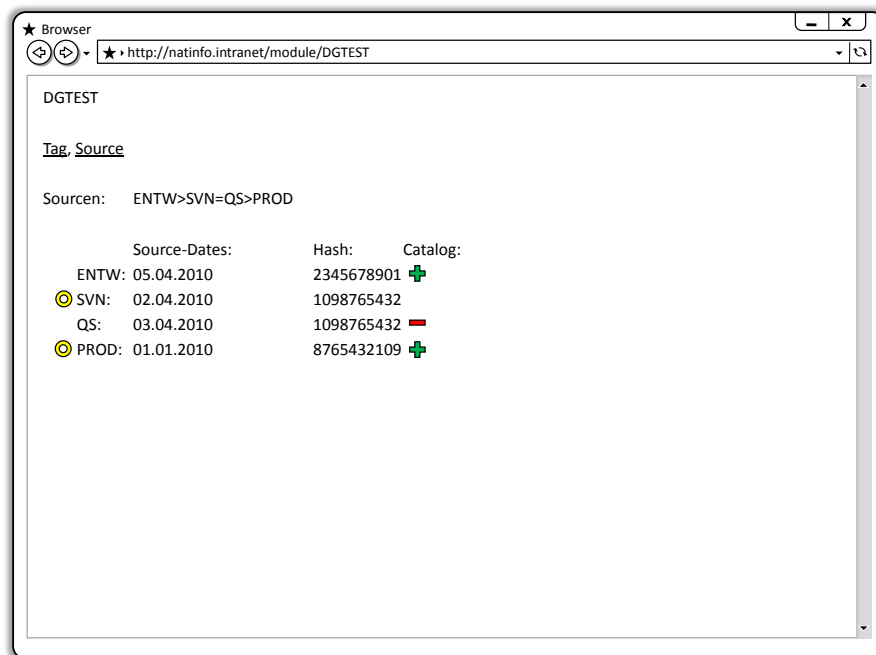 Browser
http://natinfo.intranet/module/DGTEST
DGTEST
Tag, Source
Sourcen: ENTW>SVN=QS>PROD
Source-Dates: Hash: Catalog:
ENTW: 05.04.2010 2345678901
SVN: 02.04.2010 1098765432
QS: 03.04.2010 1098765432
PROD: 01.01.2010 8765432109